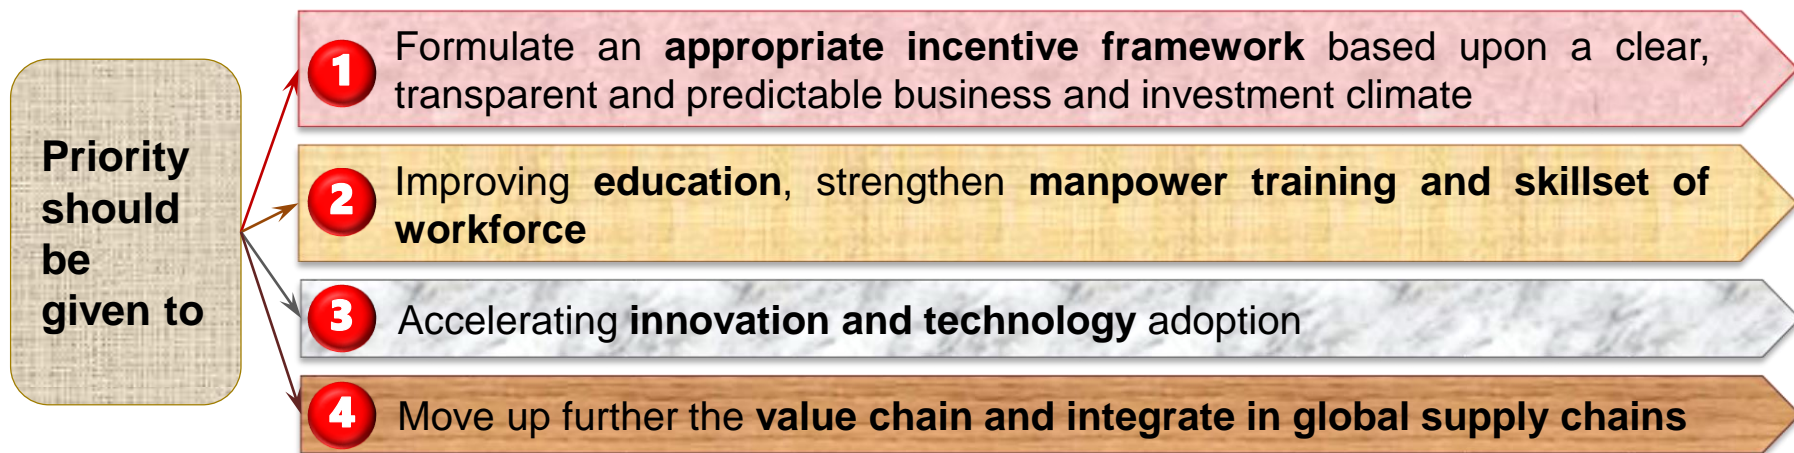 Priority
should
be
given to
1
Formulate an appropriate incentive framework based upon a clear,
transparent and predictable business and investment climate
2
Improving education, strengthen manpower training and skillset of
workforce
3
Accelerating innovation and technology adoption
4
Move up further the value chain and integrate in global supply chains